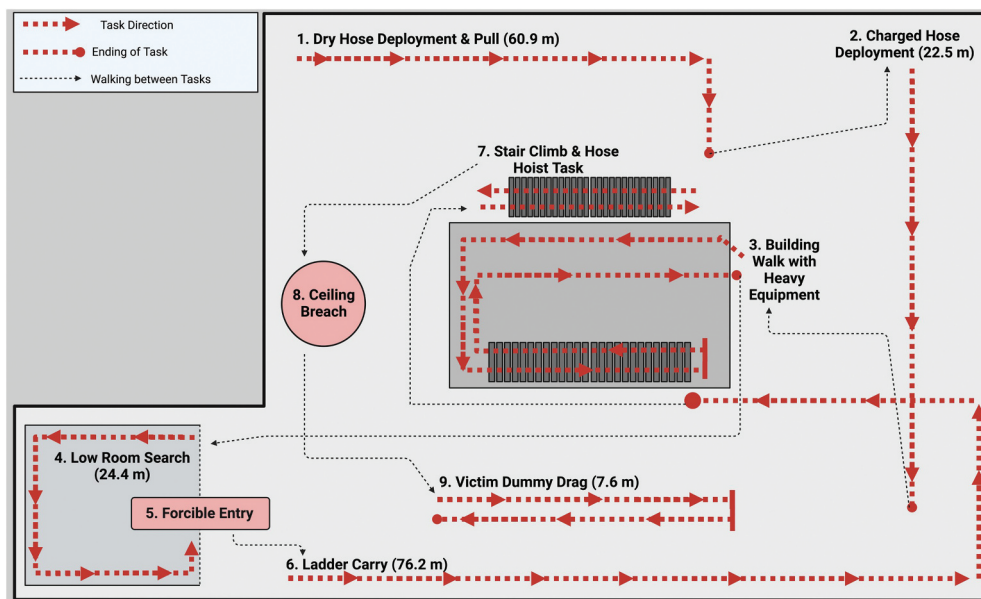 Task Direction
Ending of Task
Walking between Tasks
1. Dry Hose Deployment & Pull (60.9 m)
2. Charged Hose
Deployment (22.5 m)
7. Stair Climb & Hose
Hoist Task
3. Building
Walk with
Heavy
Equipment
8. Ceiling
Breach
4. Low Room Search
(24.4 m)
5. Forcible Entry
9. Victim Dummy Drag (7.6 m)
6. Ladder Carry (76.2 m)